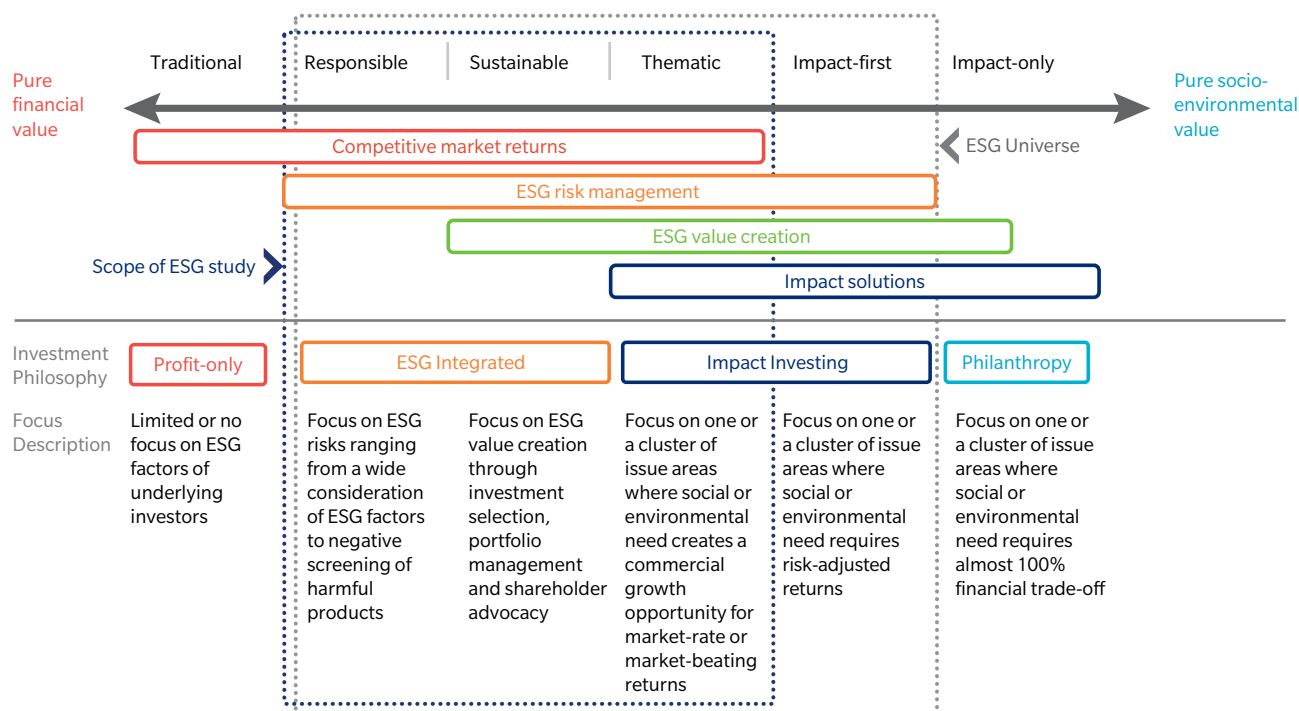 Traditional
Responsible
Sustainable
Thematic
Impact-first
Impact-only
Pure
financial
value
Pure socio-
environmental
value
Competitive market returns
ESG Universe
ESG risk management
ESG value creation
Scope of ESG study
Impact solutions
Investment
Philosophy
Profit-only
ESG Integrated
Impact Investing
Philanthropy
Focus
Description
Limited or no
focus on ESG
factors of
underlying
investors
Focus on ESG
risks ranging
from a wide
consideration
of ESG factors
to negative
screening of
harmful
products
Focus on ESG
value creation
through
investment
selection,
portfolio
management
and shareholder
advocacy
Focus on one or
a cluster of
issue areas
where social or
environmental
need creates a
commercial
growth
opportunity for
market-rate or
market-beating
returns
Focus on one or
a cluster of issue
areas where
social or
environmental
need requires
risk-adjusted
returns
Focus on one or
a cluster of issue
areas where
social or
environmental
need requires
almost 100%
financial trade-off